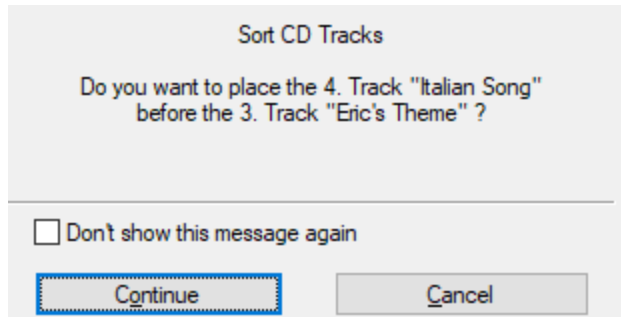 Sort CD Tracks
Do you want to place the 4. Track "Italian Song"
before the 3. Track "Eric's Theme" ?
Don't show this message again
Continue
Cancel